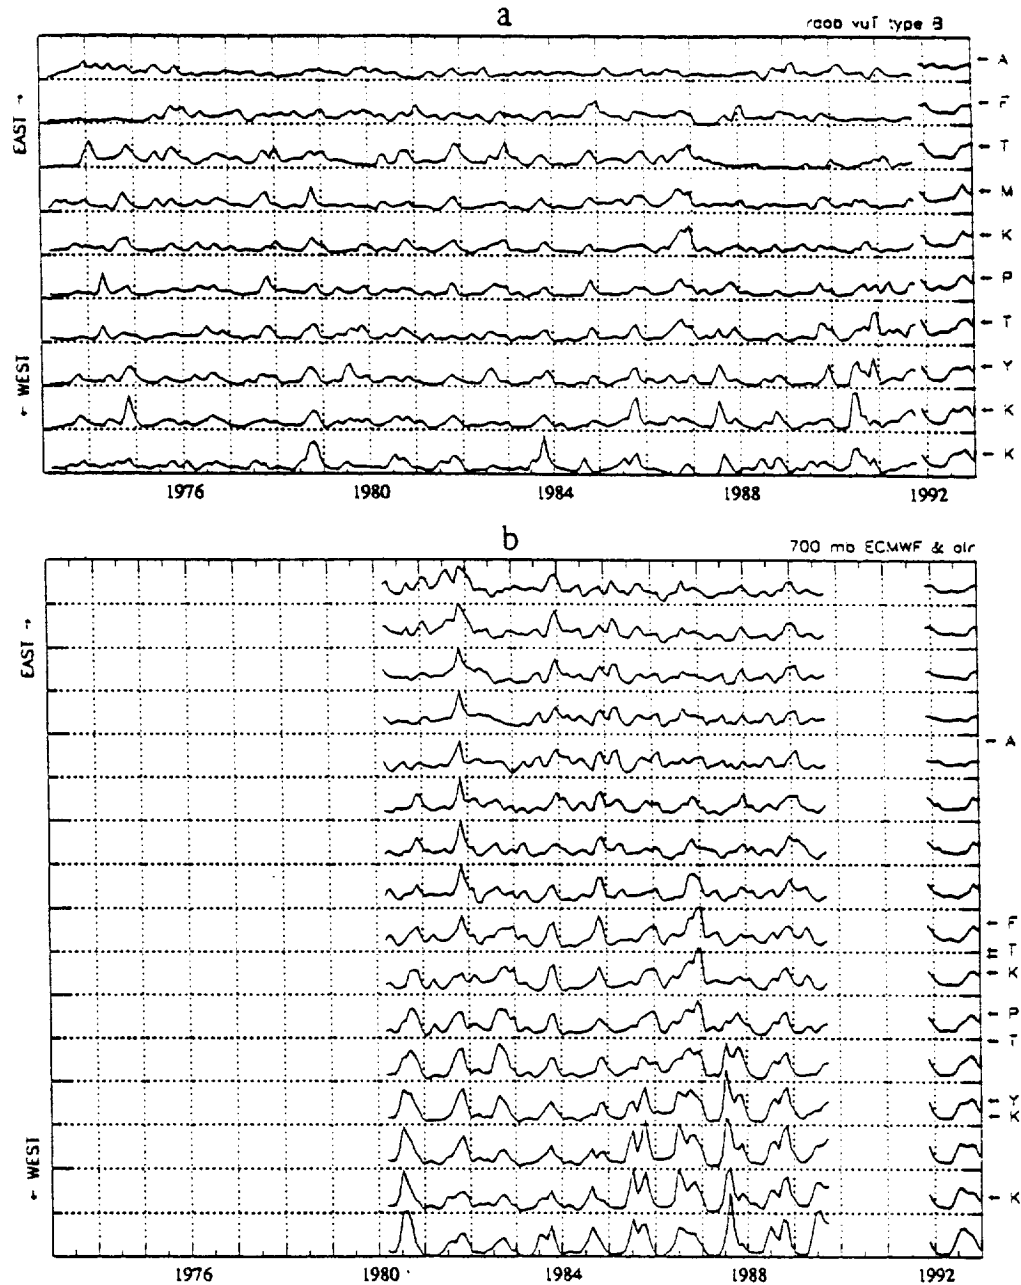 a
raob vuT type B
EAST →
← WEST
← A
← F
← T
← M
← K
← P
← T
← Y
← K
← K
1976 1980 1984 1988 1992
b
700 mb ECMWF & air
EAST →
← WEST
← A
← F
← T
← K
← P
← T
← Y
← K
← K
1976 1980 1984 1988 1992